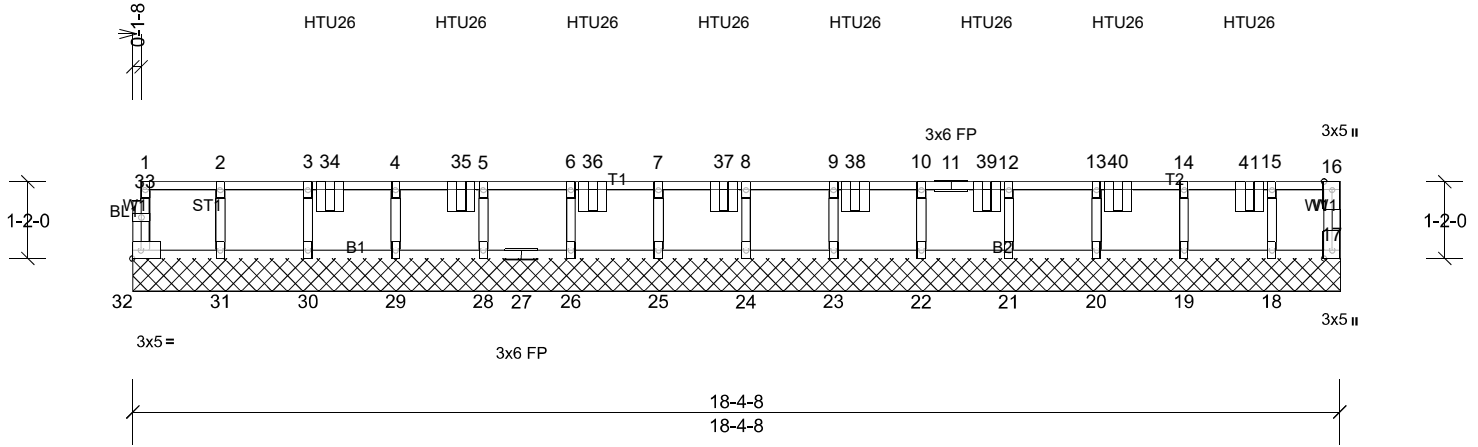 0-1-8
HTU26 HTU26 HTU26 HTU26 HTU26 HTU26 HTU26 HTU26
3x6 FP
3x5 II
1 2 3 34 4 35 5 6 36 7 37 8 9 38 10 11 39 12 13 40 14 41 15 16
33 T1 T2
W1 BL1 ST1 W1
1-2-0 1-2-0
17
B1 B2
32 31 30 29 28 27 26 25 24 23 22 21 20 19 18
3x5 II
3x5 =
3x6 FP
18-4-8
18-4-8